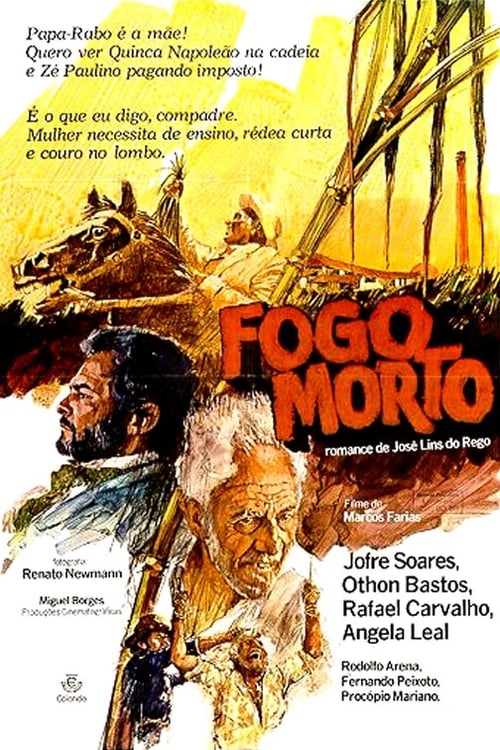 Papa-Rabo é a mãe!
Quero ver Quinca Napoleão na cadeia
e Zé Paulino pagando imposto!
É o que eu digo, compadre.
Mulher necessita de ensino, rédea curta
e couro no lombo.
FOGO
MORTO
romance de José Lins do Rego
Filme de
Marcos Farias
fotografia
Renato Newmann
Miguel Borges
Produções Cinematográficas
Jofre Soares,
Othon Bastos,
Rafael Carvalho,
Angela Leal
Rodolfo Arena,
Fernando Peixoto,
Procópio Mariano.